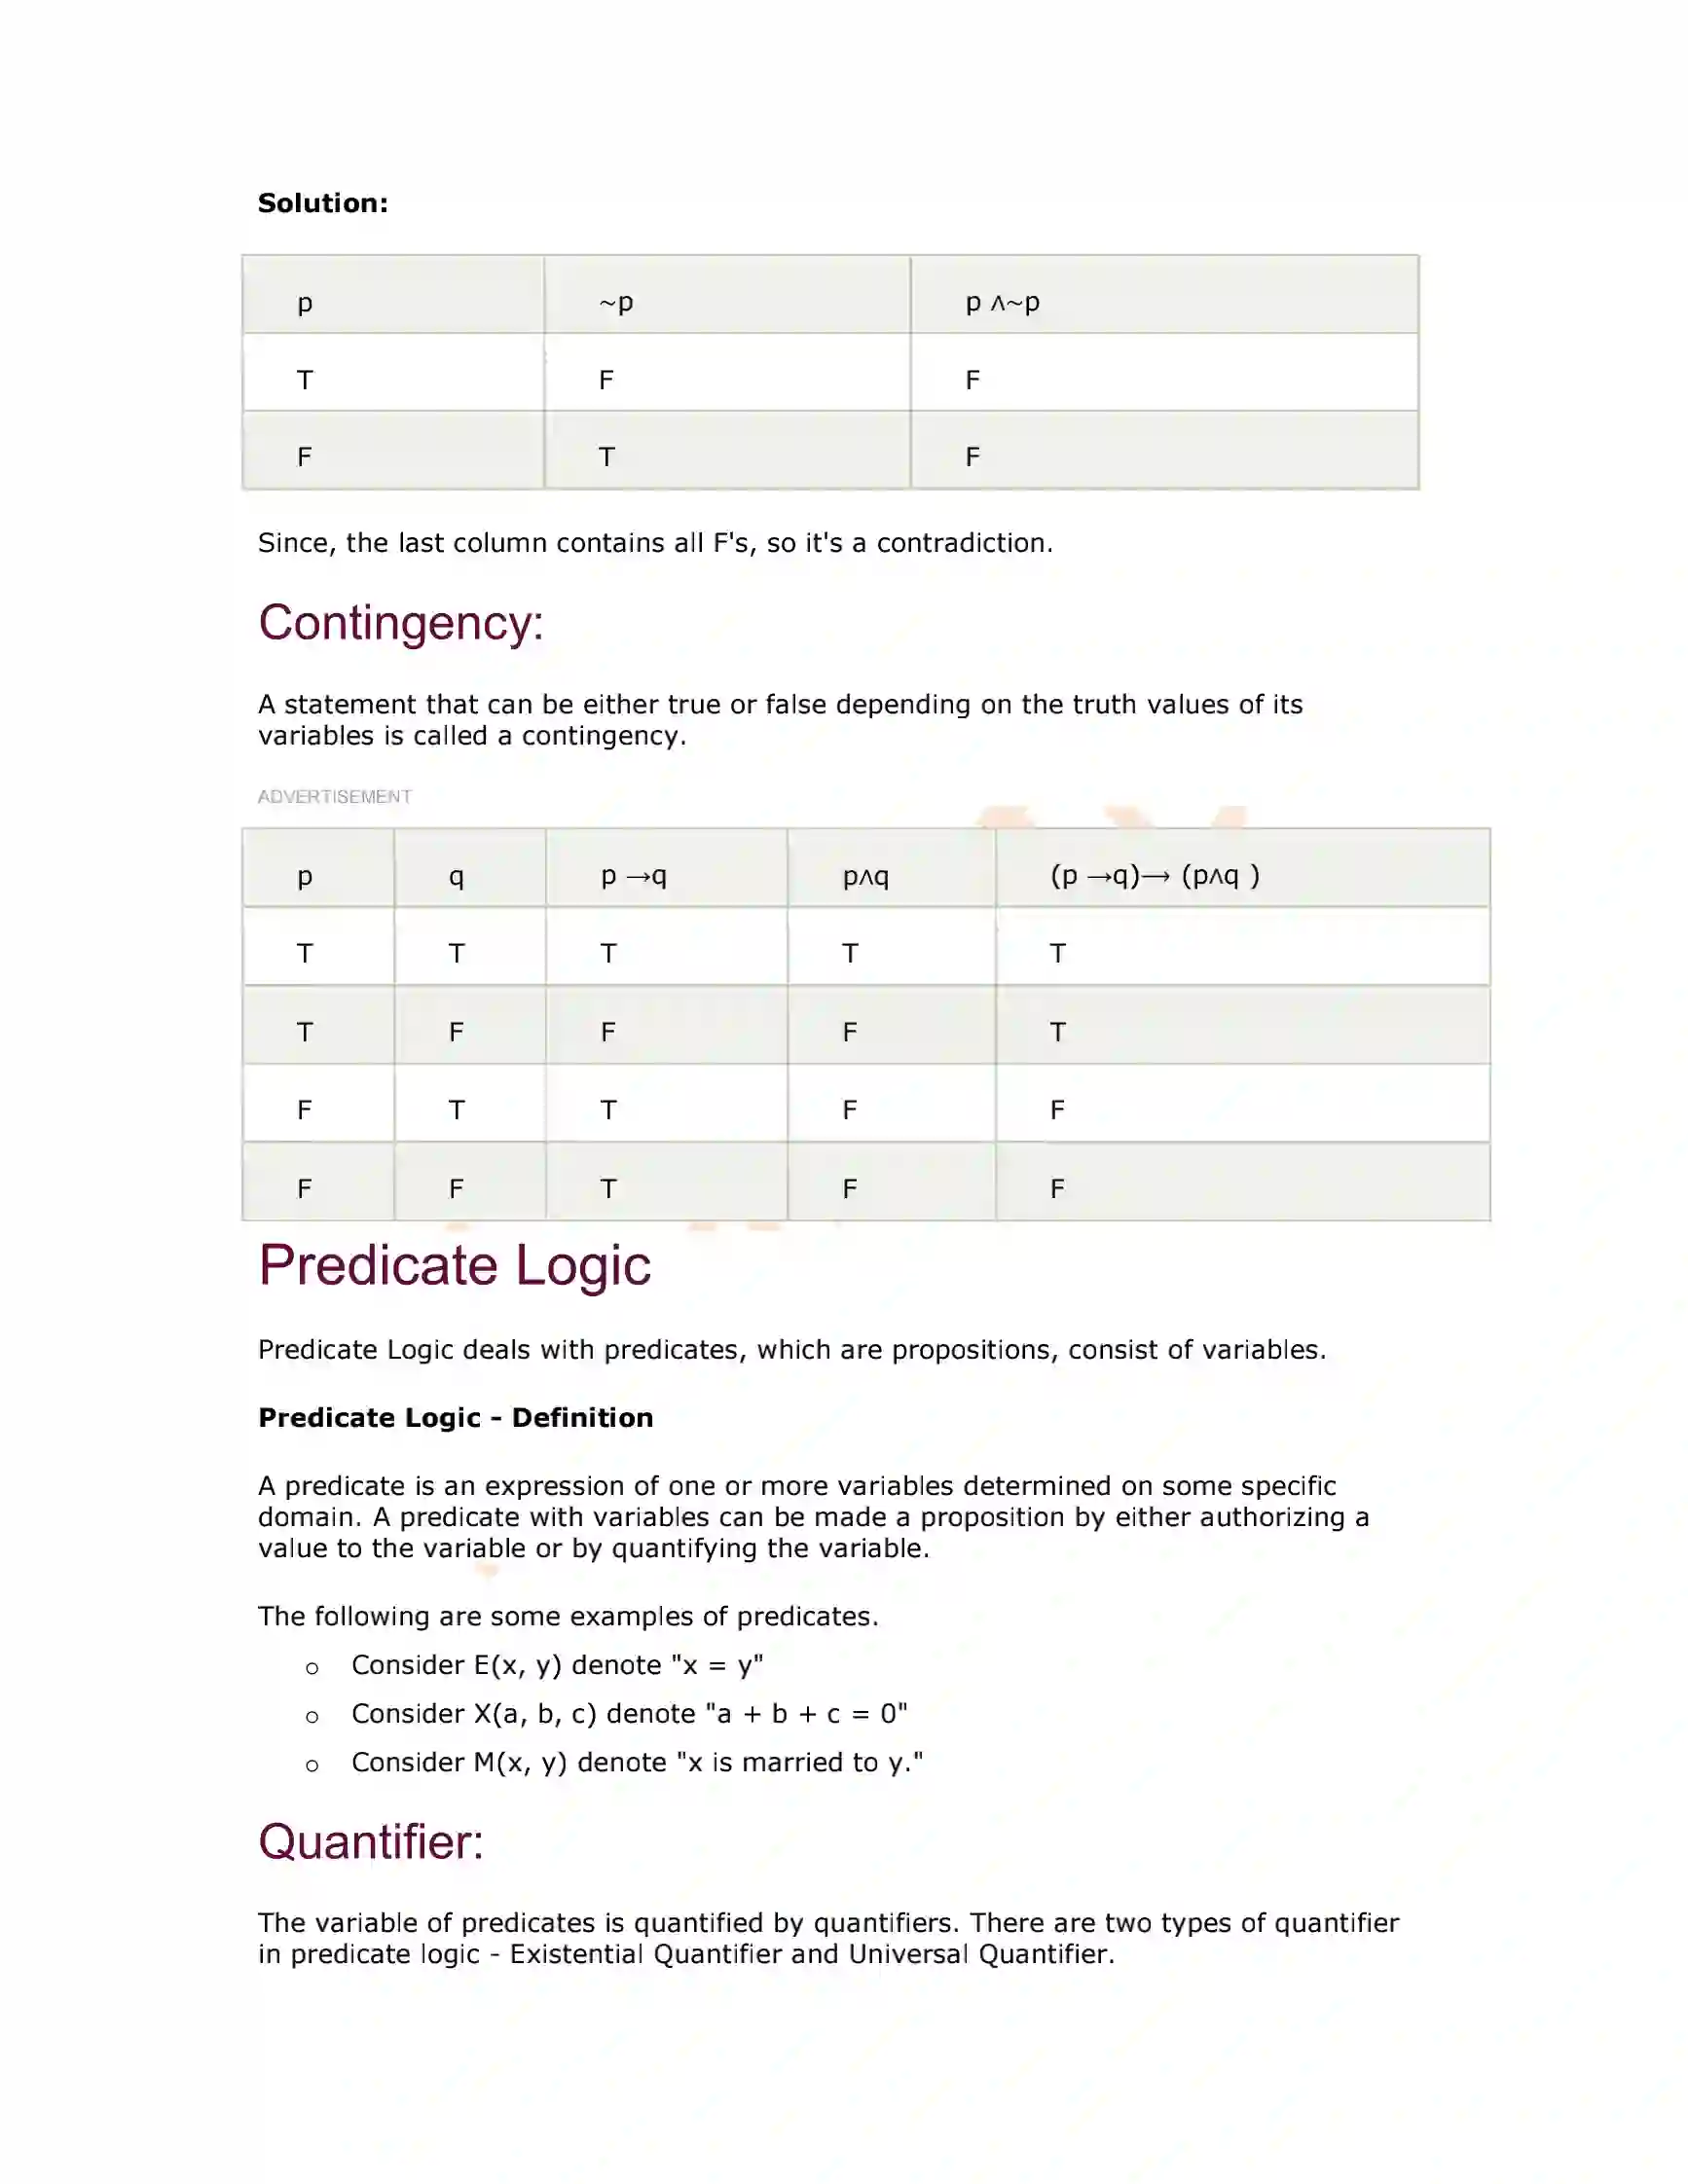 Solution:
p ~p p ∧~p
T F F
F T F
Since, the last column contains all F's, so it's a contradiction.
Contingency:
A statement that can be either true or false depending on the truth values of its
variables is called a contingency.
ADVERTISEMENT
p q p →q p∧q (p →q)⟶ (p∧q )
T T T T T
T F F F T
F T T F F
F F T F F
Predicate Logic
Predicate Logic deals with predicates, which are propositions, consist of variables.
Predicate Logic - Definition
A predicate is an expression of one or more variables determined on some specific
domain. A predicate with variables can be made a proposition by either authorizing a
value to the variable or by quantifying the variable.
The following are some examples of predicates.
o Consider E(x, y) denote "x = y"
o Consider X(a, b, c) denote "a + b + c = 0"
o Consider M(x, y) denote "x is married to y."
Quantifier:
The variable of predicates is quantified by quantifiers. There are two types of quantifier
in predicate logic - Existential Quantifier and Universal Quantifier.